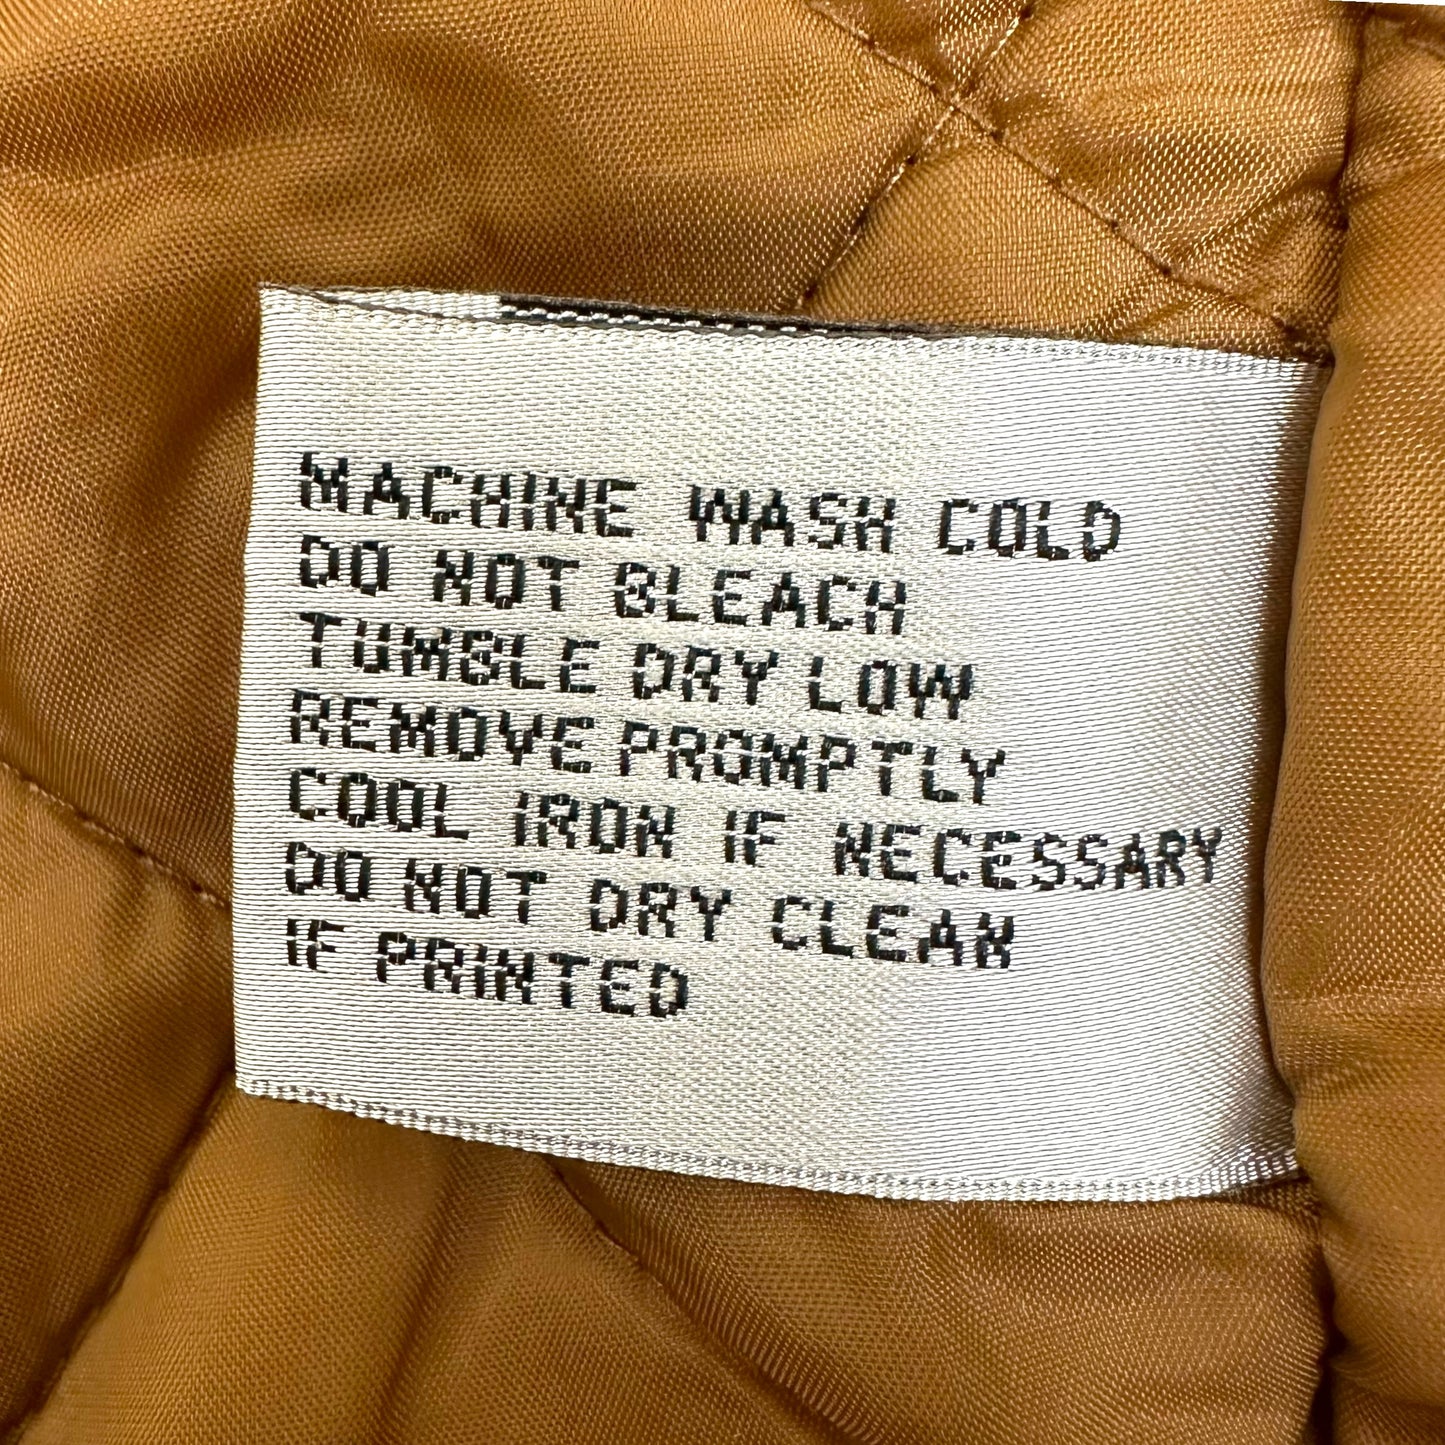 MACHINE WASH COLD
DO NOT BLEACH
TUMBLE DRY LOW
REMOVE PROMPTLY
COOL IRON IF NECESSARY
DO NOT DRY CLEAN
IF PRINTED